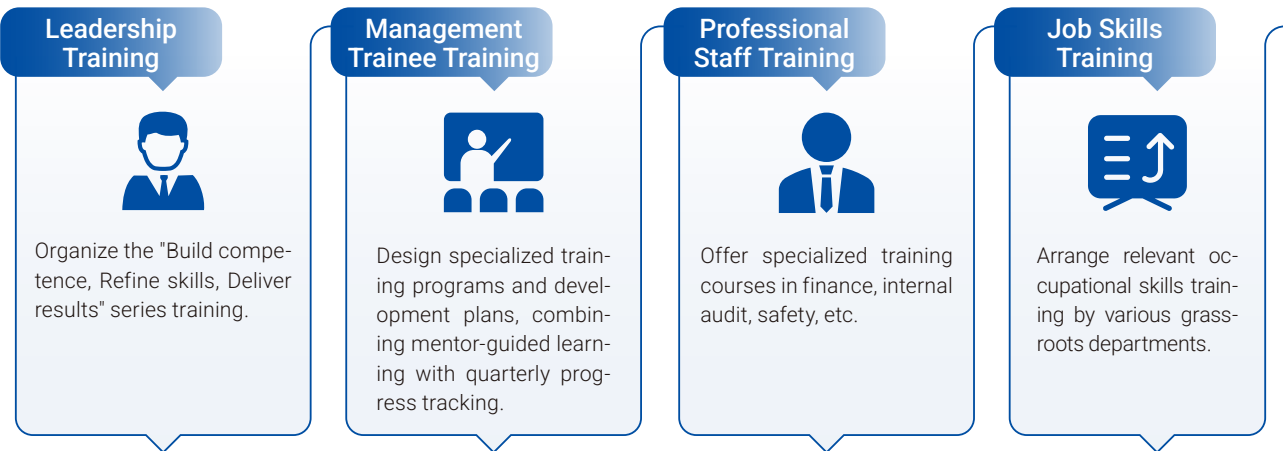 Leadership
Training
Organize the "Build compe-
tence, Refine skills, Deliver
results" series training.
Management
Trainee Training
Design specialized train-
ing programs and devel-
opment plans, combin-
ing mentor-guided learn-
ing with quarterly prog-
ress tracking.
Professional
Staff Training
Offer specialized training
courses in finance, internal
audit, safety, etc.
Job Skills
Training
Arrange relevant oc-
cupational skills train-
ing by various grass-
roots departments.